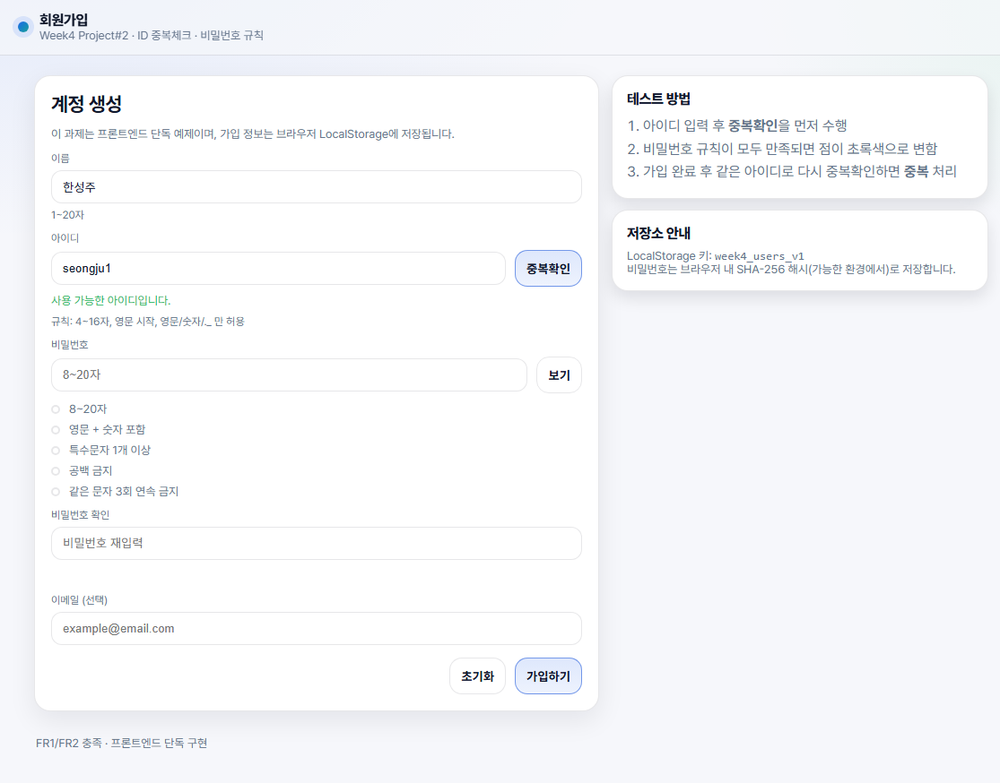 회원가입
Week4 Project#2 · ID 중복체크 · 비밀번호 규칙
계정 생성
이 과제는 프론트엔드 단독 예제이며, 가입 정보는 브라우저 LocalStorage에 저장됩니다.
이름
한성주
1~20자
아이디
seongju1
중복확인
사용 가능한 아이디입니다.
규칙: 4~16자, 영문 시작, 영문/숫자/._ 만 허용
비밀번호
8~20자
보기
8~20자
영문 + 숫자 포함
특수문자 1개 이상
공백 금지
같은 문자 3회 연속 금지
비밀번호 확인
비밀번호 재입력
이메일 (선택)
example@email.com
초기화
가입하기
테스트 방법
1. 아이디 입력 후 중복확인을 먼저 수행
2. 비밀번호 규칙이 모두 만족되면 점이 초록색으로 변함
3. 가입 완료 후 같은 아이디로 다시 중복확인하면 중복 처리
저장소 안내
LocalStorage 키: week4_users_v1
비밀번호는 브라우저 내 SHA-256 해시(가능한 환경에서)로 저장합니다.
FR1/FR2 충족 · 프론트엔드 단독 구현